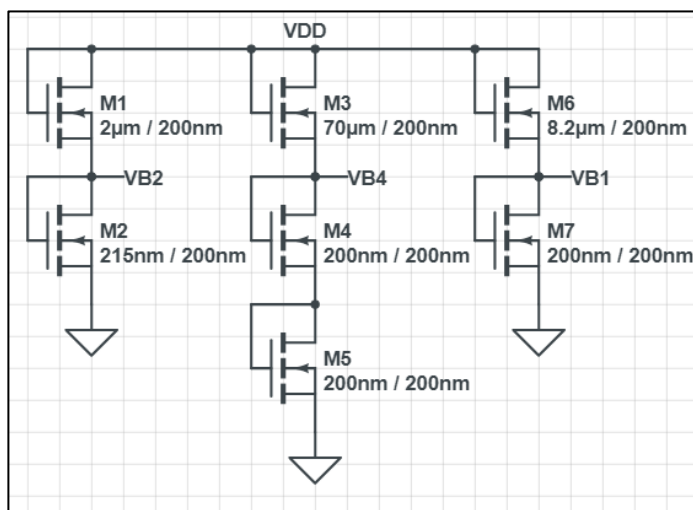 VDD
M1
2µm / 200nm
M3
70µm / 200nm
M6
8.2µm / 200nm
VB2
VB4
VB1
M2
215nm / 200nm
M4
200nm / 200nm
M7
200nm / 200nm
M5
200nm / 200nm